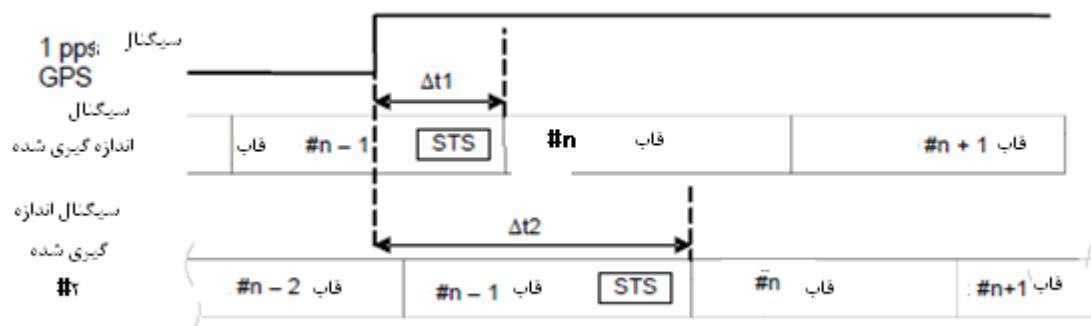 سیگنال
1 pps
GPS
Δt1
سیگنال
اندازه گیری شده
قاب #n – 1 STS
قاب #n
قاب #n + 1
سیگنال اندازه
گیری شده
#۲
Δt2
قاب #n – 2
قاب #n – 1 STS
قاب #n
قاب #n+1